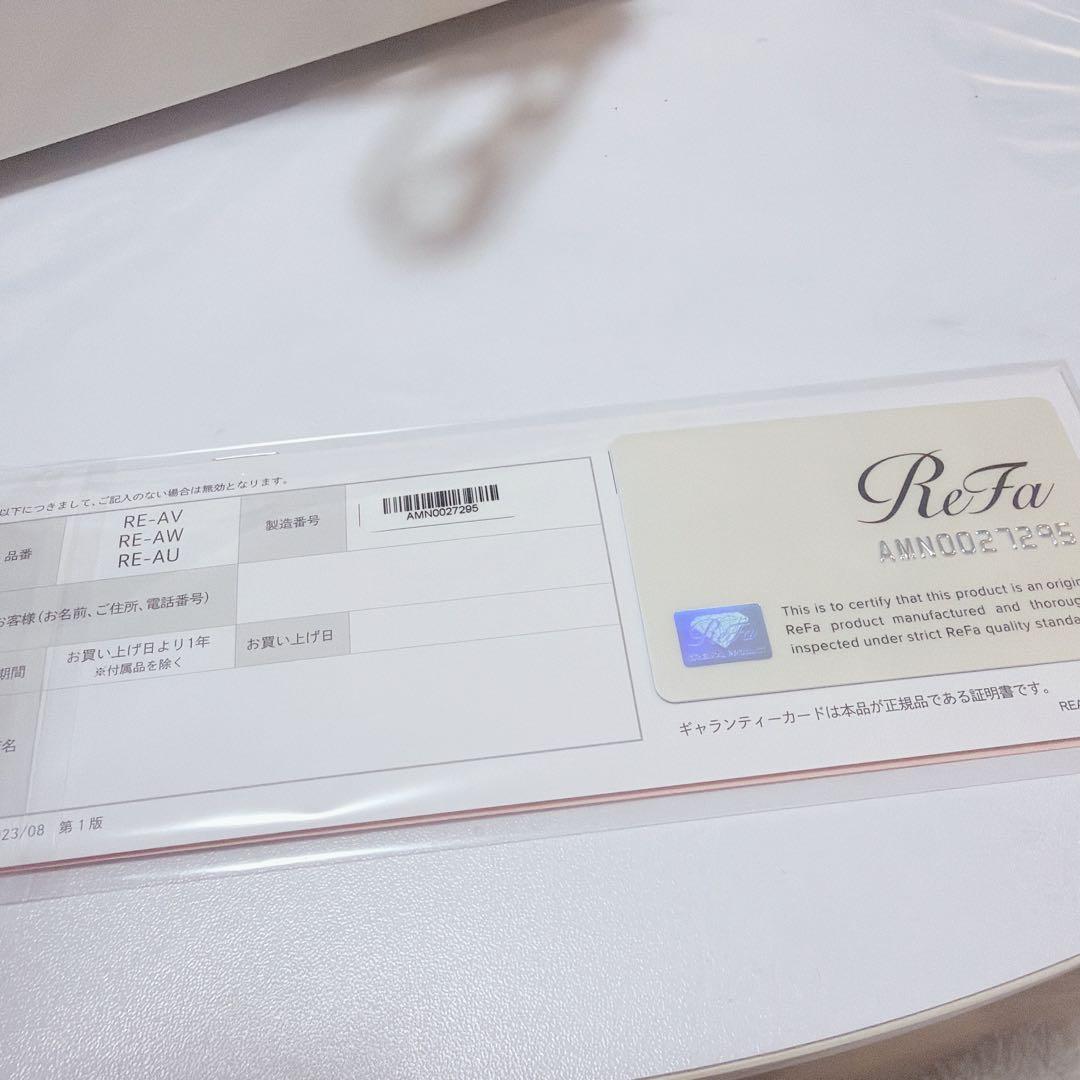 以下につきまして、ご記入のない場合は無効となります。
品番
RE-AV
RE-AW
RE-AU
製造番号
AMN0027295
お客様(お名前、ご住所、電話番号)
期間
お買い上げ日より1年
※付属品を除く
お買い上げ日
名
23/08 第1版
ReFa
AMN0027295
This is to certify that this product is an origin
ReFa product manufactured and thoroug
inspected under strict ReFa quality standa
ReFa
ギャランティーカードは本品が正規品である証明書です。
REA